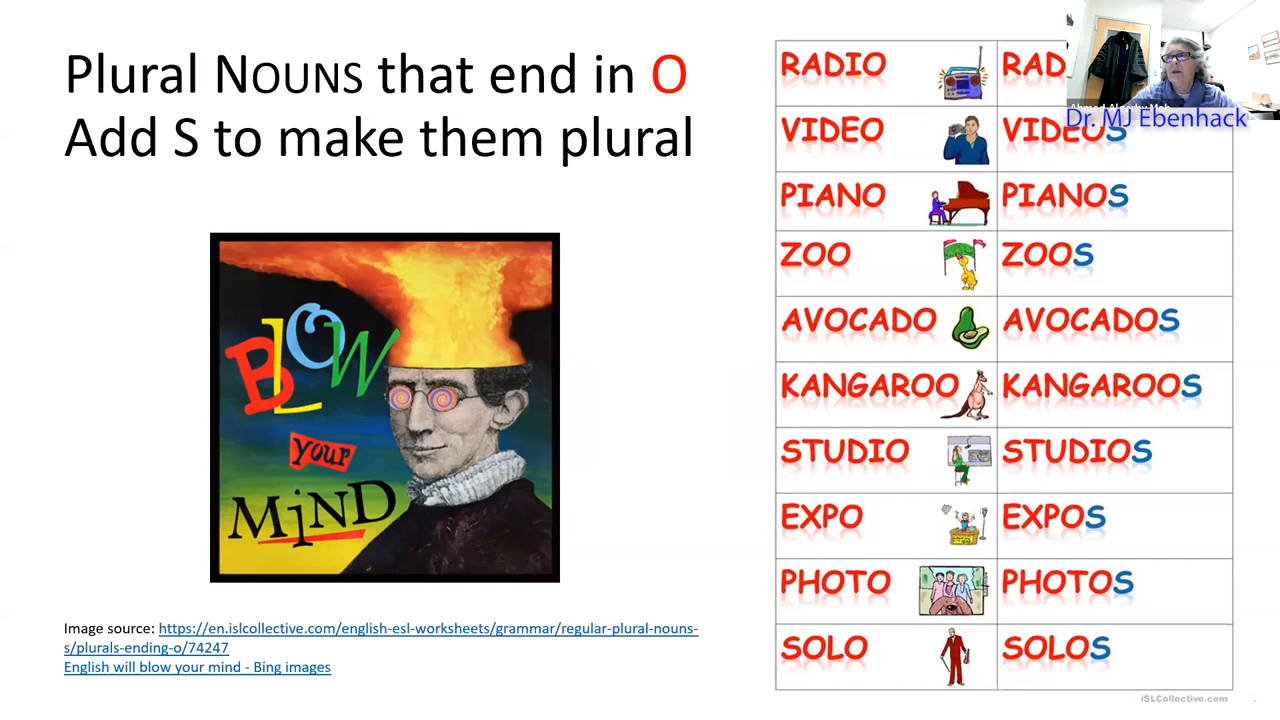 Plural NOUNS that end in O
Add S to make them plural
BLOW
your
MiND
Image source: https://en.islcollective.com/english-esl-worksheets/grammar/regular-plural-nouns-
s/plurals-ending-o/74247
English will blow your mind - Bing images
RADIO RAD
VIDEO VIDEOS
PIANO PIANOS
ZOO ZOOS
AVOCADO AVOCADOS
KANGAROO KANGAROOS
STUDIO STUDIOS
EXPO EXPOS
PHOTO PHOTOS
SOLO SOLOS
iSLCollective.com
Dr. MJ Ebenhack